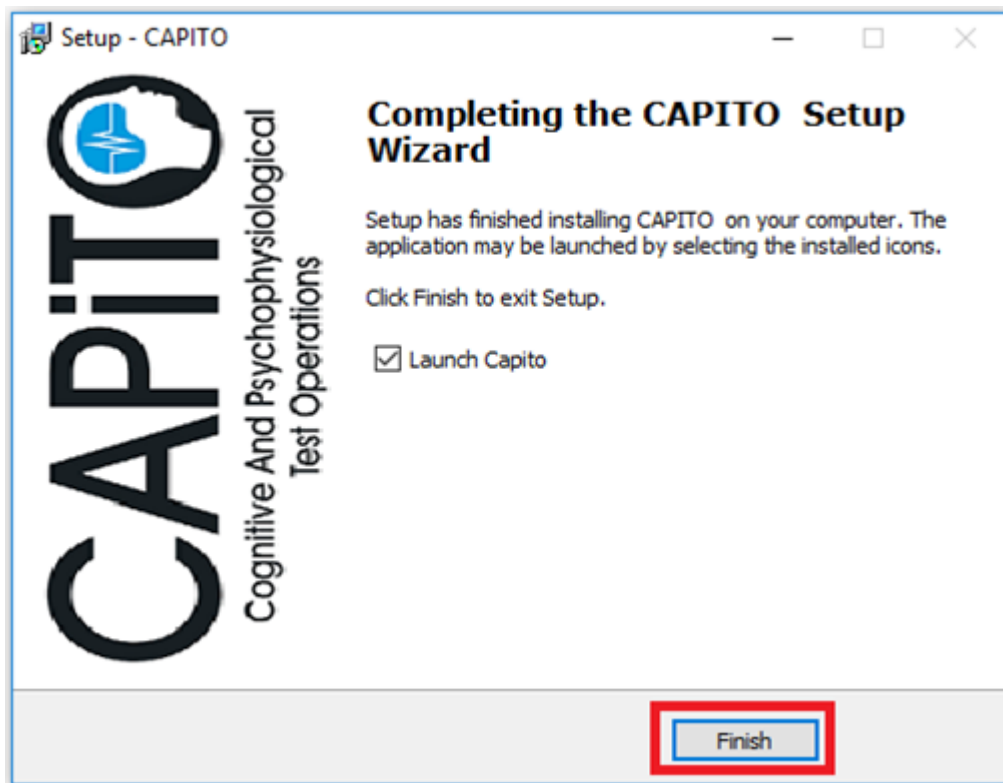 Setup - CAPITO
CAPiTO
Cognitive And Psychophysiological
Test Operations
Completing the CAPITO  Setup
Wizard
Setup has finished installing CAPITO  on your computer. The
application may be launched by selecting the installed icons.
Click Finish to exit Setup.
Launch Capito
Finish